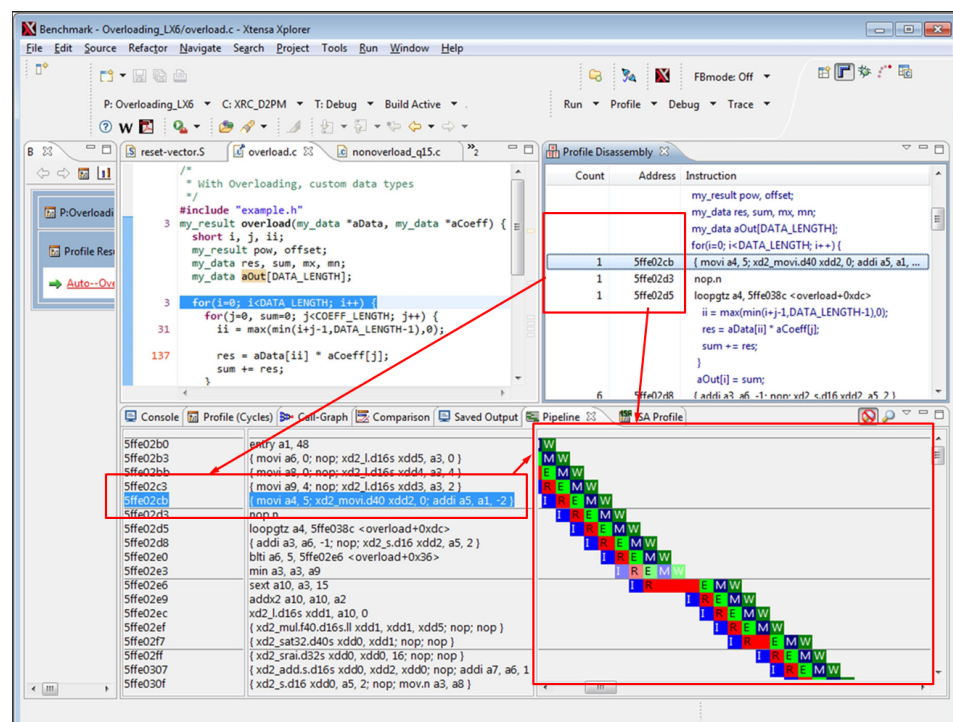 Benchmark - Overloading_LX6/overload.c - Xtensa Xplorer
File Edit Source Refactor Navigate Search Project Tools Run Window Help
FBmode: Off
P: Overloading_LX6 C: XRC_D2PM T: Debug Build Active
Run Profile Debug Trace
B
P:Overloadi
Profile Res
Auto--Ove
reset-vector.S overload.c nonoverload_q15.c »2
/*
* With Overloading, custom data types
*/
#include "example.h"
3 my_result overload(my_data *aData, my_data *aCoeff) {
short i, j, ii;
my_result pow, offset;
my_data res, sum, mx, mn;
my_data aOut[DATA_LENGTH];
3 for(i=0; i<DATA_LENGTH; i++) {
for(j=0, sum=0; j<COEFF_LENGTH; j++) {
31 ii = max(min(i+j-1,DATA_LENGTH-1),0);
137 res = aData[ii] * aCoeff[j];
sum += res;
}
Profile Disassembly
Count Address Instruction
my_result pow, offset;
my_data res, sum, mx, mn;
my_data aOut[DATA_LENGTH];
for(i=0; i<DATA_LENGTH; i++) {
1 5ffe02cb { movi a4, 5; xd2_movi.d40 xdd2, 0; addi a5, a1, ...
1 5ffe02d3 nop.n
1 5ffe02d5 loopgtz a4, 5ffe038c <overload+0xdc>
ii = max(min(i+j-1,DATA_LENGTH-1),0);
res = aData[ii] * aCoeff[j];
sum += res;
}
aOut[i] = sum;
6 5ffe02d8 { addi a3, a6, -1; nop; xd2_s.d16 xdd2, a5, 2 }
Console Profile (Cycles) Call-Graph Comparison Saved Output Pipeline ISA Profile
5ffe02b0 entry a1, 48
5ffe02b3 { movi a6, 0; nop; xd2_l.d16s xdd5, a3, 0 }
5ffe02bb { movi a8, 0; nop; xd2_l.d16s xdd4, a3, 4 }
5ffe02c3 { movi a9, 4; nop; xd2_l.d16s xdd3, a3, 2 }
5ffe02cb { movi a4, 5; xd2_movi.d40 xdd2, 0; addi a5, a1, -2 }
5ffe02d3 nop.n
5ffe02d5 loopgtz a4, 5ffe038c <overload+0xdc>
5ffe02d8 { addi a3, a6, -1; nop; xd2_s.d16 xdd2, a5, 2 }
5ffe02e0 blti a6, 5, 5ffe02e6 <overload+0x36>
5ffe02e3 min a3, a3, a9
5ffe02e6 sext a10, a3, 15
5ffe02e9 addx2 a10, a10, a2
5ffe02ec xd2_l.d16s xdd1, a10, 0
5ffe02ef { xd2_mul.f40.d16s.ll xdd1, xdd1, xdd5; nop; nop }
5ffe02f7 { xd2_sat32.d40s xdd0, xdd1; nop; nop }
5ffe02ff { xd2_srai.d32s xdd0, xdd0, 16; nop; nop }
5ffe0307 { xd2_add.s.d16s xdd0, xdd2, xdd0; nop; addi a7, a6, 1
5ffe030f { xd2_s.d16 xdd0, a5, 2; nop; mov.n a3, a8 }
W
M W
E M W
R E M W
I R E M W
I R E M W
I R E M W
I R E M W
I R E M W
I R E M W
I R E M W
I R E M W
I R E M W
I R E M W
I R E M W
I R E M W
I R E M W